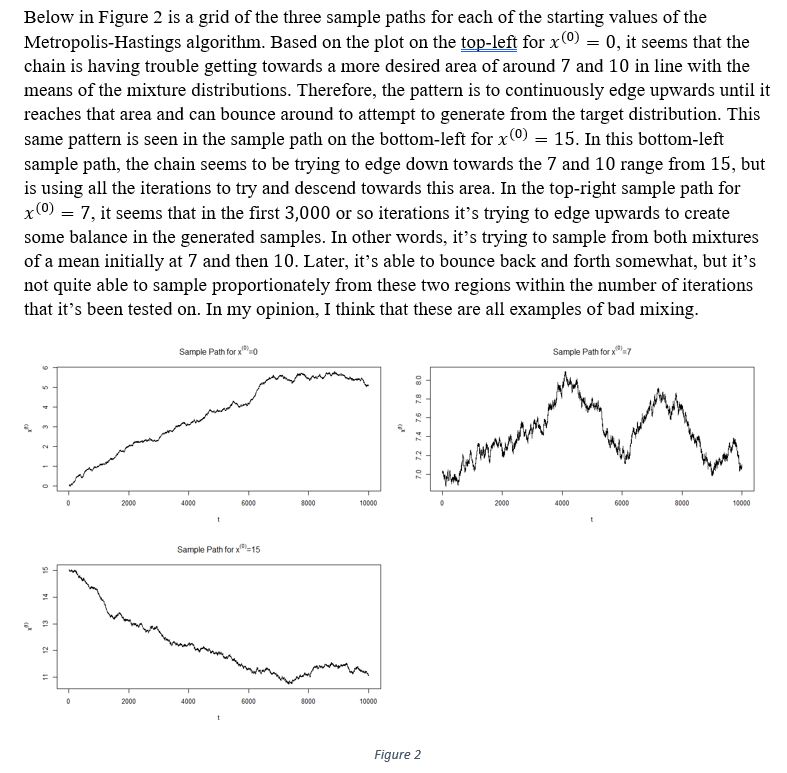 Below in Figure 2 is a grid of the three sample paths for each of the starting values of the
Metropolis-Hastings algorithm. Based on the plot on the top-left for x⁽⁰⁾ = 0, it seems that the
chain is having trouble getting towards a more desired area of around 7 and 10 in line with the
means of the mixture distributions. Therefore, the pattern is to continuously edge upwards until it
reaches that area and can bounce around to attempt to generate from the target distribution. This
same pattern is seen in the sample path on the bottom-left for x⁽⁰⁾ = 15. In this bottom-left
sample path, the chain seems to be trying to edge down towards the 7 and 10 range from 15, but
is using all the iterations to try and descend towards this area. In the top-right sample path for
x⁽⁰⁾ = 7, it seems that in the first 3,000 or so iterations it's trying to edge upwards to create
some balance in the generated samples. In other words, it's trying to sample from both mixtures
of a mean initially at 7 and then 10. Later, it's able to bounce back and forth somewhat, but it's
not quite able to sample proportionately from these two regions within the number of iterations
that it's been tested on. In my opinion, I think that these are all examples of bad mixing.
Sample Path for x⁽⁰⁾=0
x⁽ᵗ⁾
6
5
4
3
2
1
0
0 2000 4000 6000 8000 10000
t
Sample Path for x⁽⁰⁾=7
x⁽ᵗ⁾
8.0
7.8
7.6
7.4
7.2
7.0
0 2000 4000 6000 8000 10000
t
Sample Path for x⁽⁰⁾=15
x⁽ᵗ⁾
15
14
13
12
11
0 2000 4000 6000 8000 10000
t
Figure 2